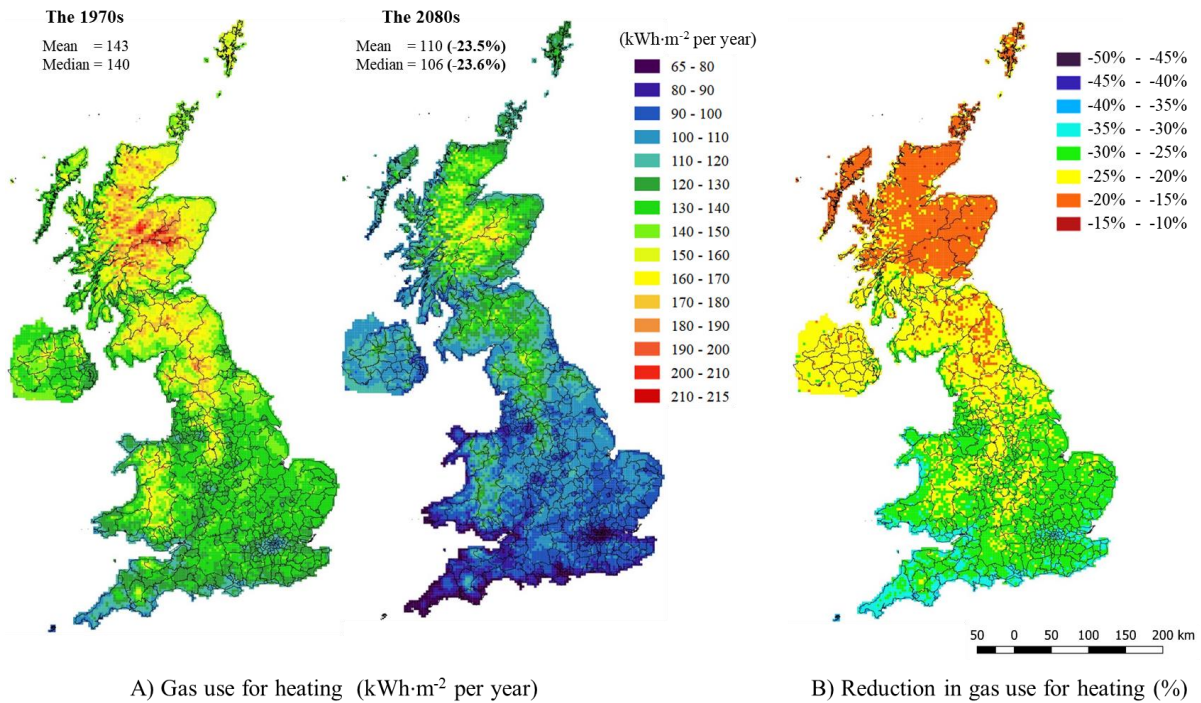 The 1970s
Mean = 143
Median = 140
The 2080s
Mean = 110 (-23.5%)
Median = 106 (-23.6%)
(kWh·m-2 per year)
65 - 80
80 - 90
90 - 100
100 - 110
110 - 120
120 - 130
130 - 140
140 - 150
150 - 160
160 - 170
170 - 180
180 - 190
190 - 200
200 - 210
210 - 215
-50% - -45%
-45% - -40%
-40% - -35%
-35% - -30%
-30% - -25%
-25% - -20%
-20% - -15%
-15% - -10%
50 0 50 100 150 200 km
A) Gas use for heating (kWh·m-2 per year)
B) Reduction in gas use for heating (%)